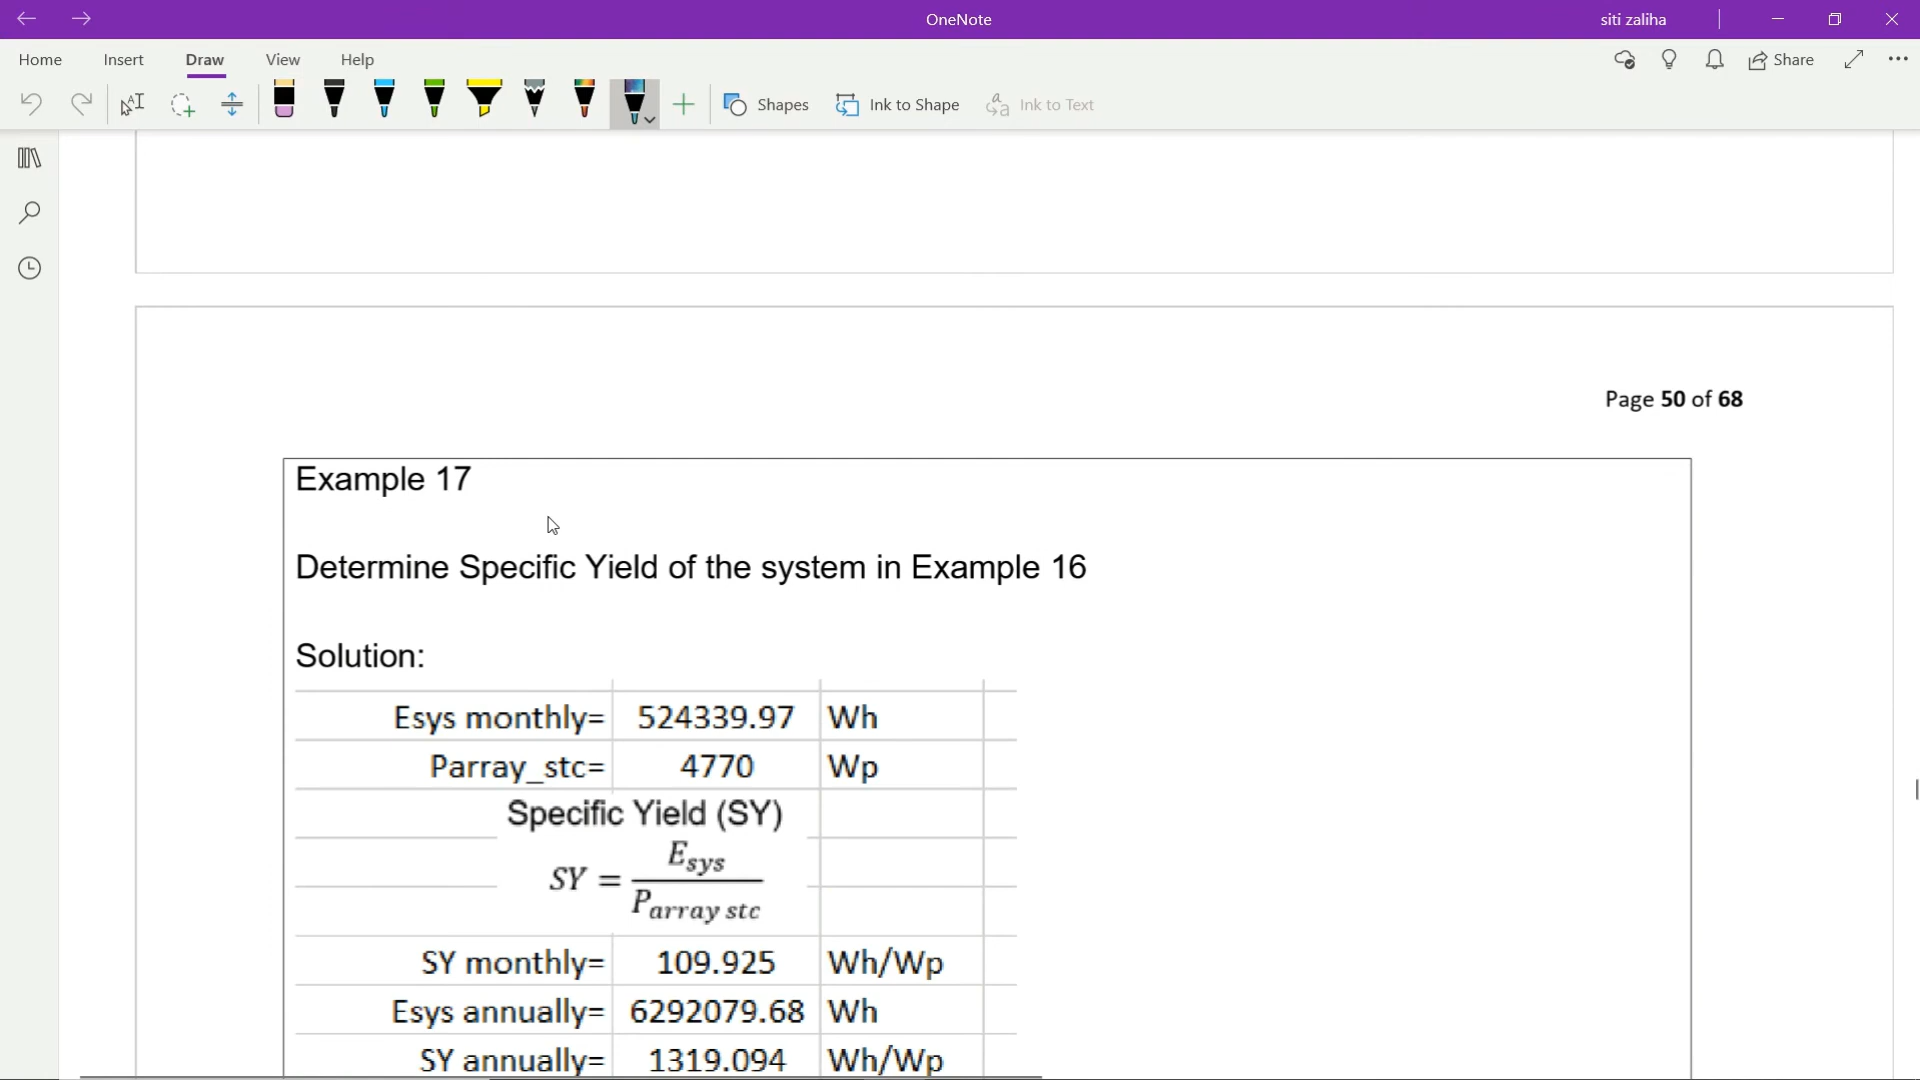 OneNote
siti zaliha
Home Insert Draw View Help
Share
Shapes Ink to Shape Ink to Text
Page 50 of 68
Example 17
Determine Specific Yield of the system in Example 16
Solution:
Esys monthly= 524339.97 Wh
Parray_stc= 4770 Wp
Specific Yield (SY)
SY = E_sys / P_array stc
SY monthly= 109.925 Wh/Wp
Esys annually= 6292079.68 Wh
SY annually= 1319.094 Wh/Wp